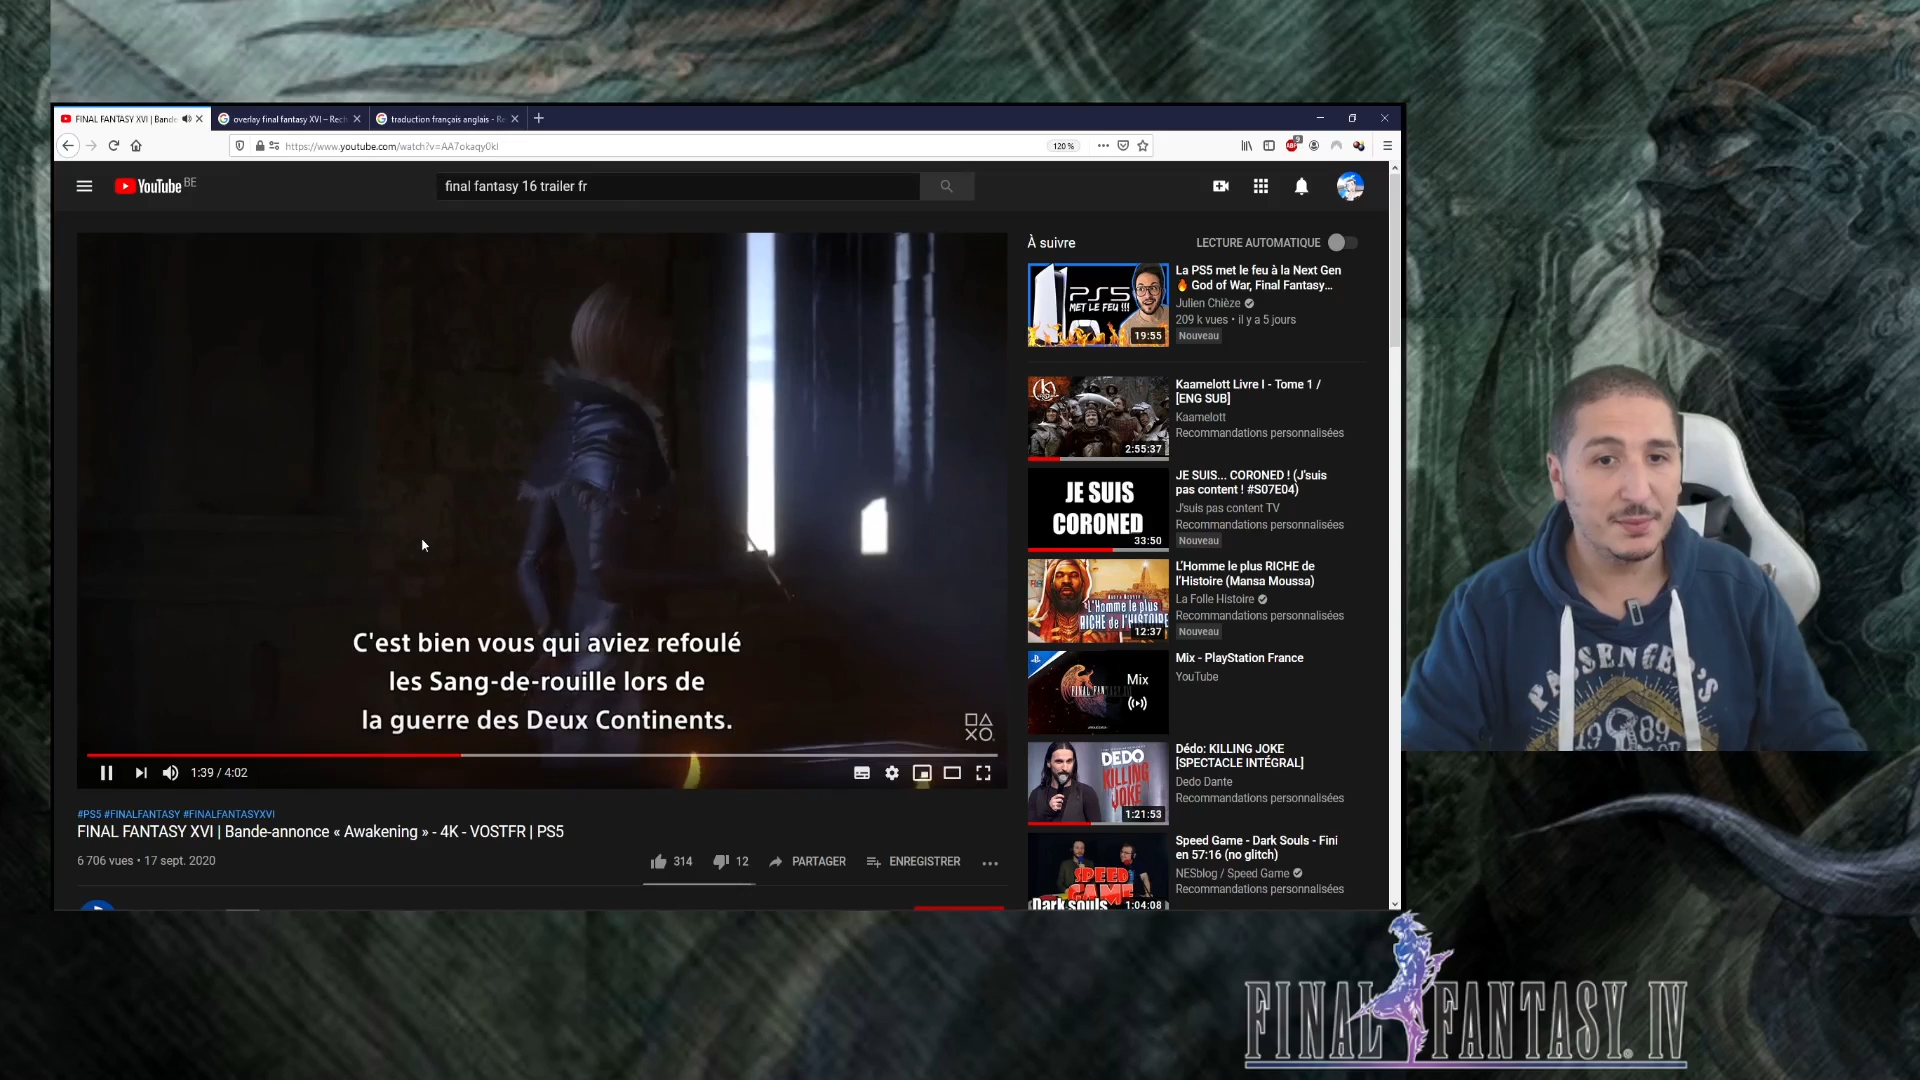 FINAL FANTASY XVI | Bande
overlay final fantasy XVI – Rech
traduction français anglais - Re
https://www.youtube.com/watch?v=AA7okaqy0kI
120 %
YouTube BE
final fantasy 16 trailer fr
C'est bien vous qui aviez refoulé
les Sang-de-rouille lors de
la guerre des Deux Continents.
1:39 / 4:02
#PS5 #FINALFANTASY #FINALFANTASYXVI
FINAL FANTASY XVI | Bande-annonce « Awakening » - 4K - VOSTFR | PS5
6 706 vues • 17 sept. 2020
314
12
PARTAGER
ENREGISTRER
À suivre
LECTURE AUTOMATIQUE
PS5
MET LE FEU !!!
19:55
La PS5 met le feu à la Next Gen
🔥 God of War, Final Fantasy...
Julien Chièze
209 k vues • il y a 5 jours
Nouveau
2:55:37
Kaamelott Livre I - Tome 1 /
[ENG SUB]
Kaamelott
Recommandations personnalisées
JE SUIS
CORONED
33:50
JE SUIS... CORONED ! (J'suis
pas content ! #S07E04)
J'suis pas content TV
Recommandations personnalisées
Nouveau
L'Homme le plus
RICHE de l'HISTOIRE
12:37
L'Homme le plus RICHE de
l'Histoire (Mansa Moussa)
La Folle Histoire
Recommandations personnalisées
Nouveau
Mix
Mix - PlayStation France
YouTube
DEDO
KILLING
JOKE
1:21:53
Dédo: KILLING JOKE
[SPECTACLE INTÉGRAL]
Dedo Dante
Recommandations personnalisées
SPEED
GAME
Dark souls
1:04:08
Speed Game - Dark Souls - Fini
en 57:16 (no glitch)
NESblog / Speed Game
Recommandations personnalisées
PASSENGER'S
1989
FINAL FANTASY IV